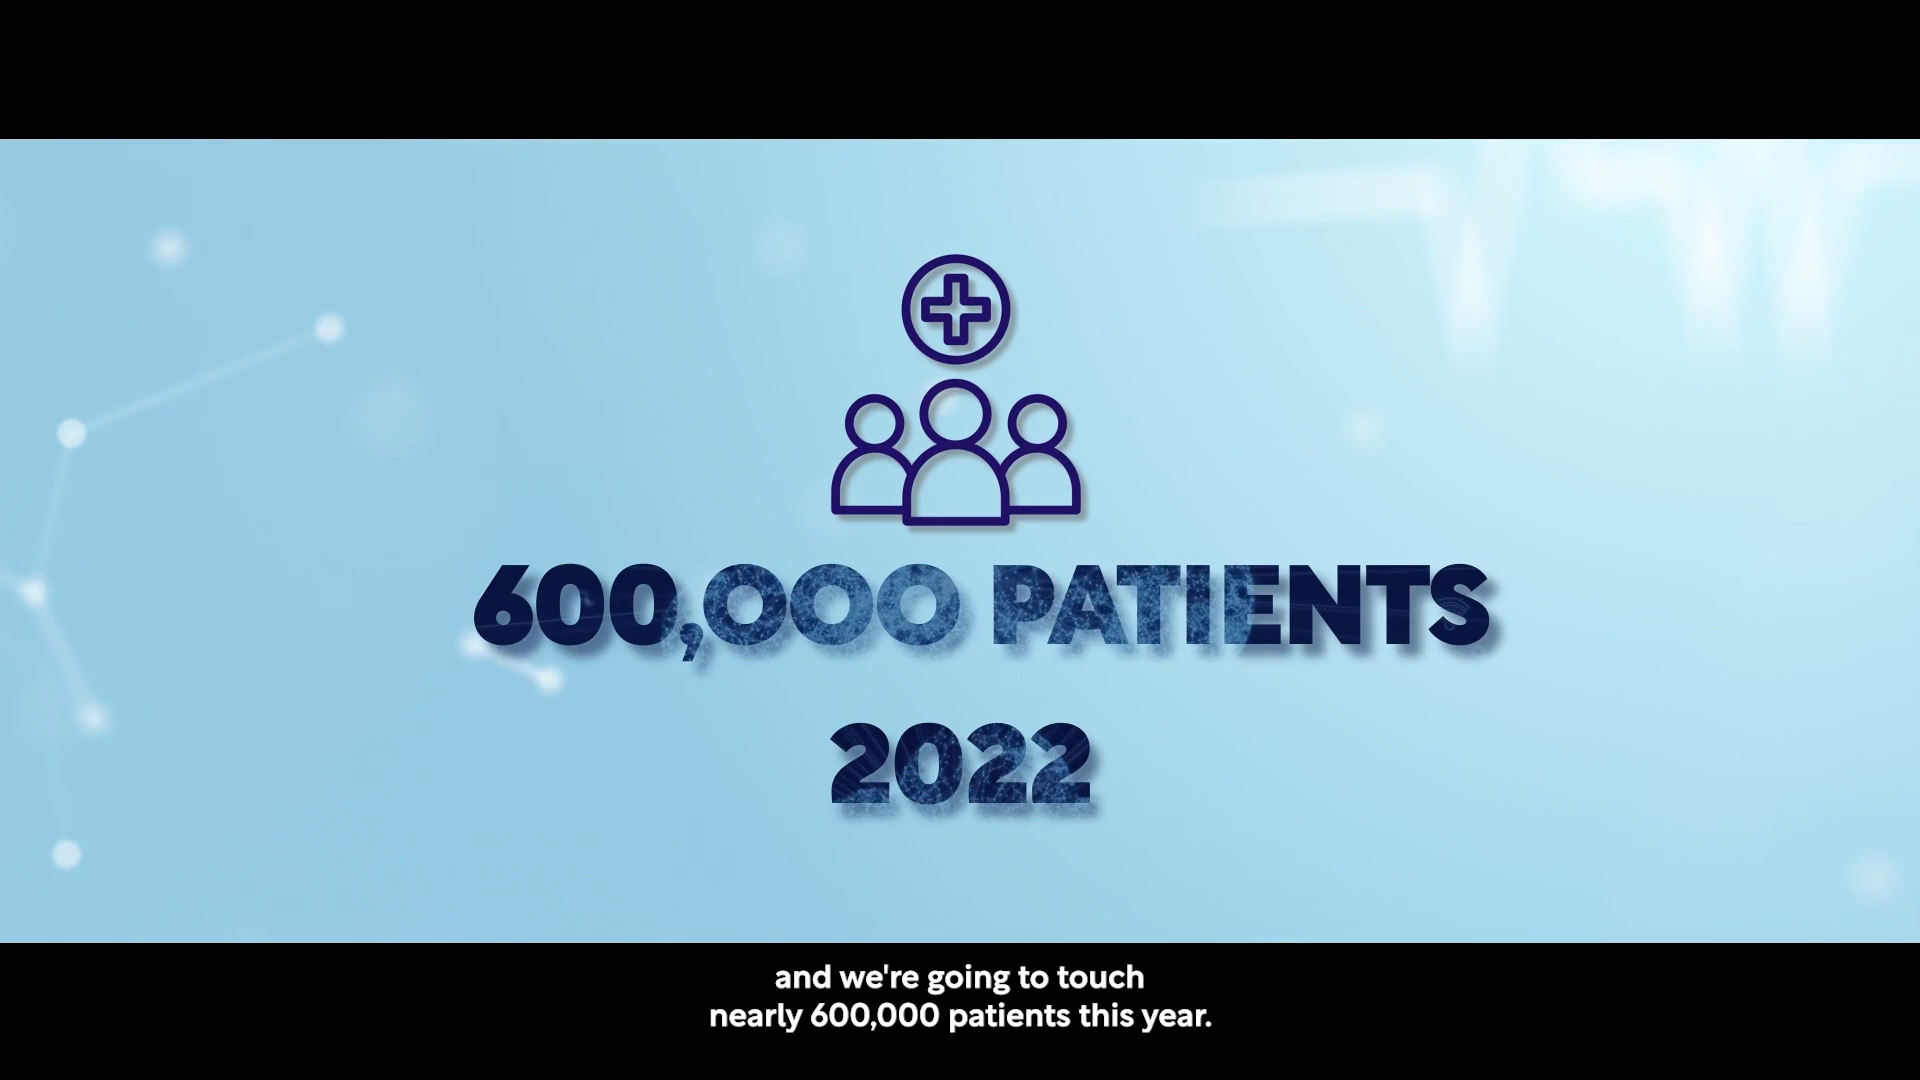 600,000 PATIENTS
2022
and we're going to touch
nearly 600,000 patients this year.